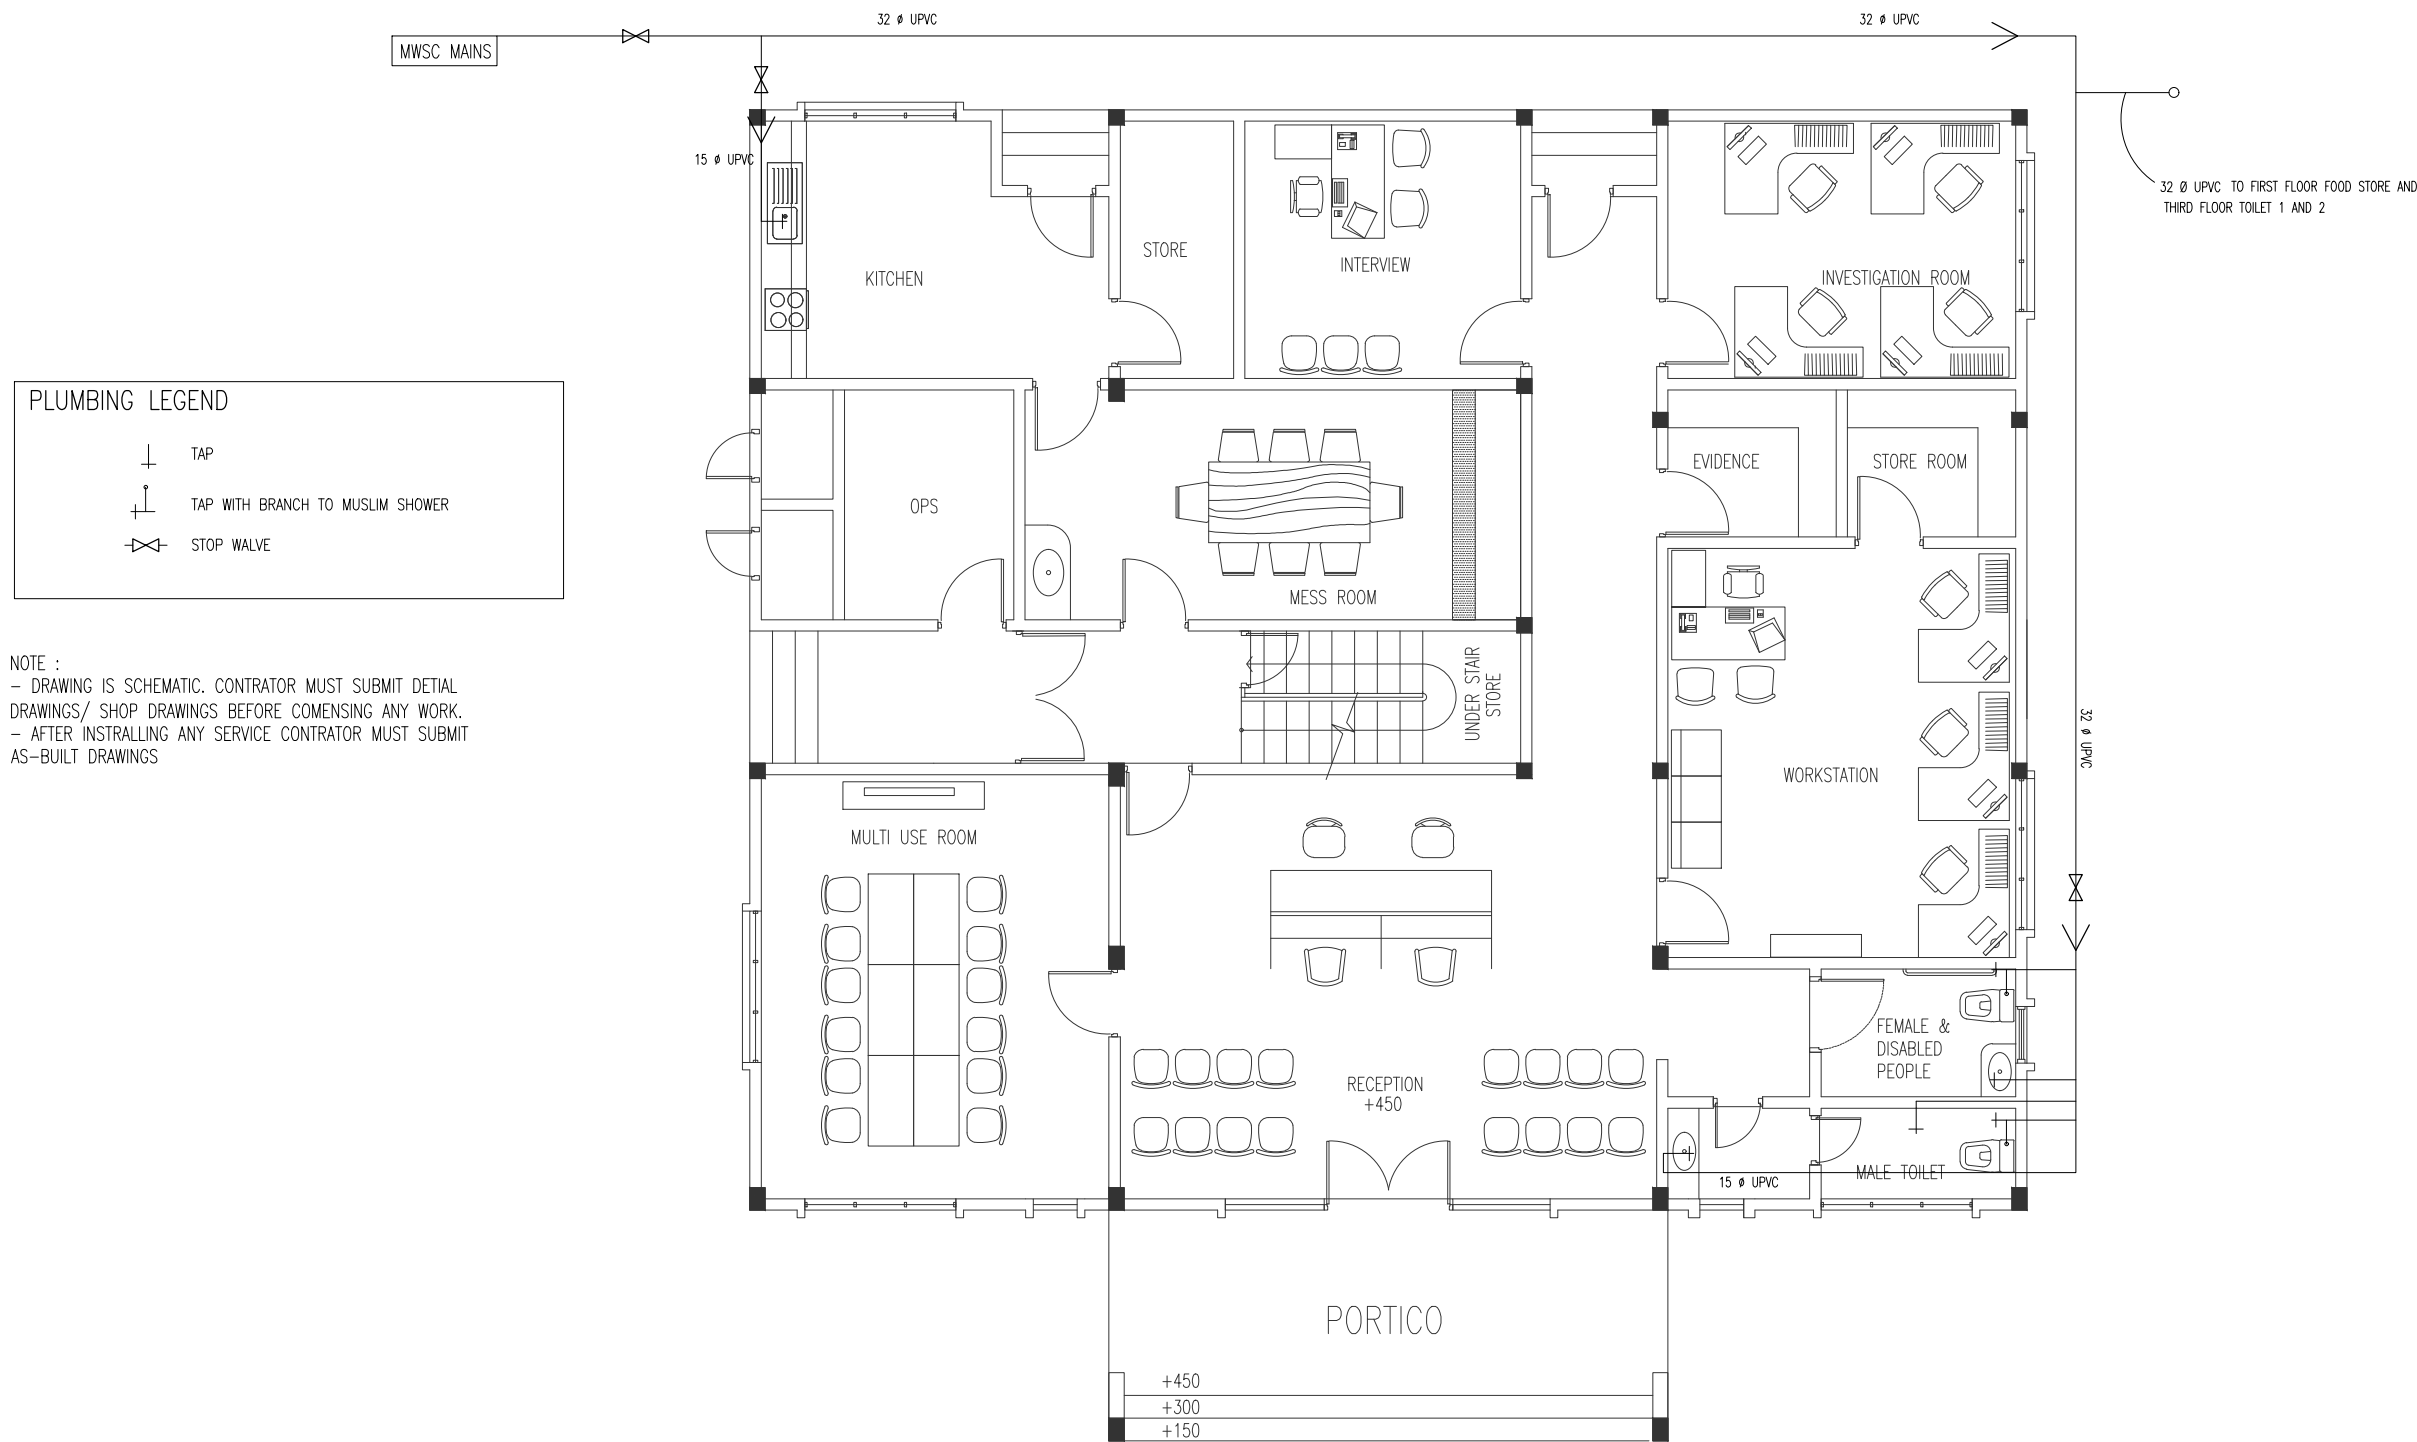 32 ø UPVC
32 ø UPVC
MWSC MAINS
15 ø UPVC
32 Ø UPVC TO FIRST FLOOR FOOD STORE AND
THIRD FLOOR TOILET 1 AND 2
STORE
INTERVIEW
KITCHEN
INVESTIGATION ROOM
PLUMBING LEGEND
TAP
TAP WITH BRANCH TO MUSLIM SHOWER
STOP WALVE
EVIDENCE
STORE ROOM
OPS
MESS ROOM
NOTE :
- DRAWING IS SCHEMATIC. CONTRATOR MUST SUBMIT DETIAL
DRAWINGS/ SHOP DRAWINGS BEFORE COMENSING ANY WORK.
- AFTER INSTRALLING ANY SERVICE CONTRATOR MUST SUBMIT
AS-BUILT DRAWINGS
UNDER STAIR
STORE
32 ø UPVC
WORKSTATION
MULTI USE ROOM
FEMALE &
DISABLED
PEOPLE
RECEPTION
+450
MALE TOILET
15 ø UPVC
PORTICO
+450
+300
+150